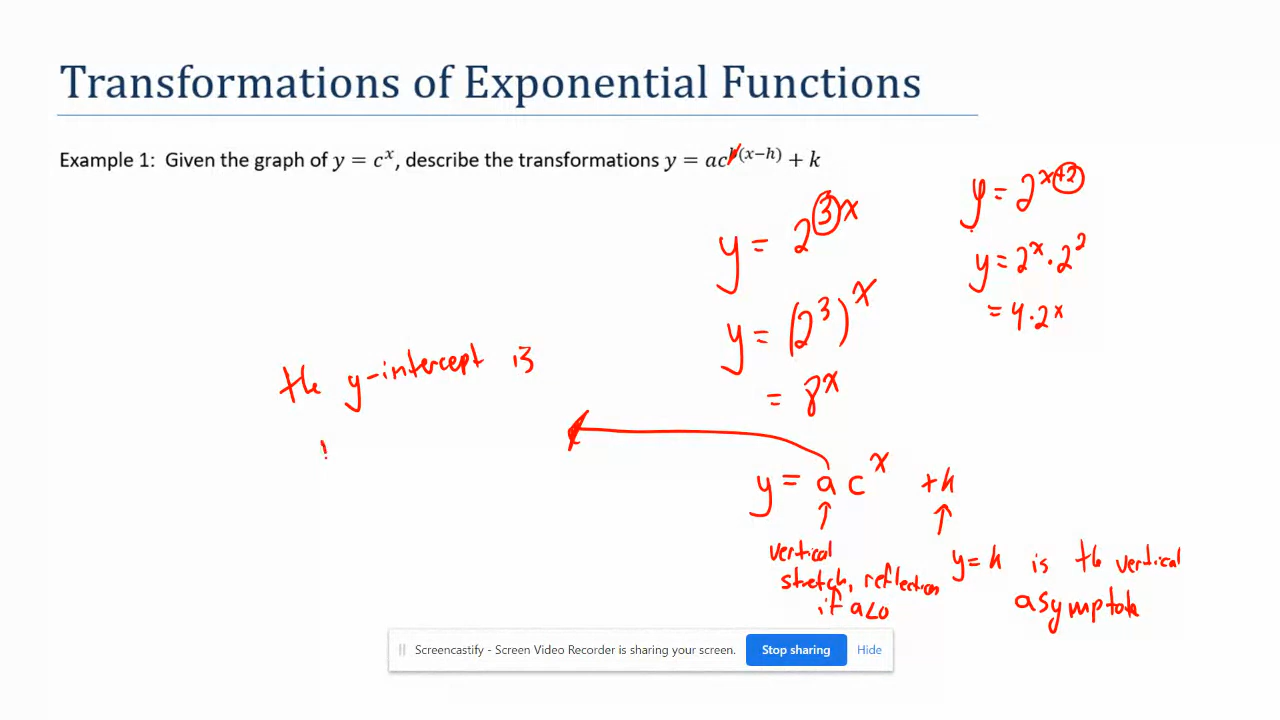 Transformations of Exponential Functions
Example 1: Given the graph of y = c^x, describe the transformations y = ac^(x−h) + k
y = 2^3x
y = (2^3)^x
= 8^x
y = 2^x+2
y = 2^x · 2^2
= 4 · 2^x
the y-intercept is
y = a c^x + k
vertical
stretch, reflection
if a<0
y = k is the vertical
asymptote
Screencastify - Screen Video Recorder is sharing your screen.
Stop sharing
Hide